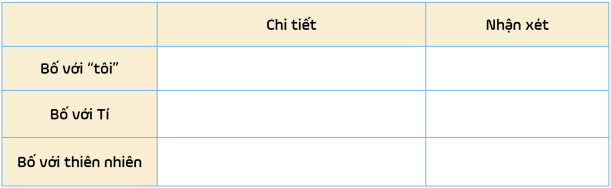 Chi tiết Nhận xét
Bố với “tôi”
Bố với Tí
Bố với thiên nhiên